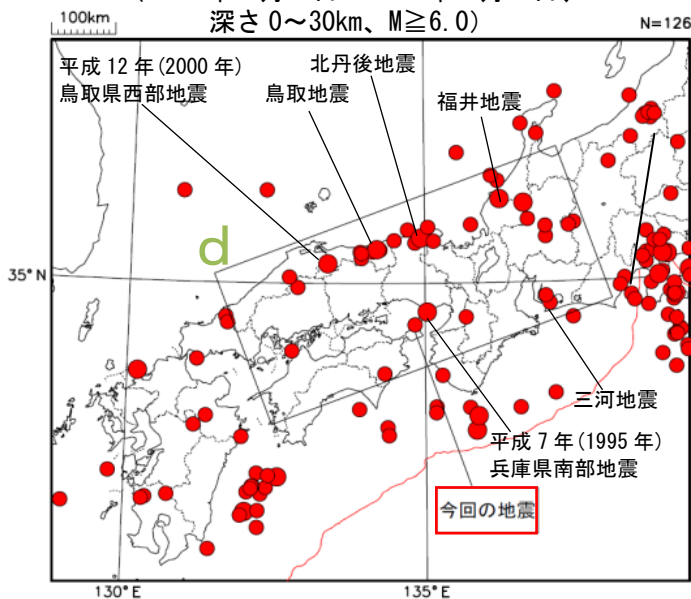 深さ0～30km、M≧6.0)
100km
N=126
平成12年(2000年)
鳥取県西部地震
北丹後地震
鳥取地震
福井地震
d
35°N
三河地震
平成7年(1995年)
兵庫県南部地震
今回の地震
130°E
135°E